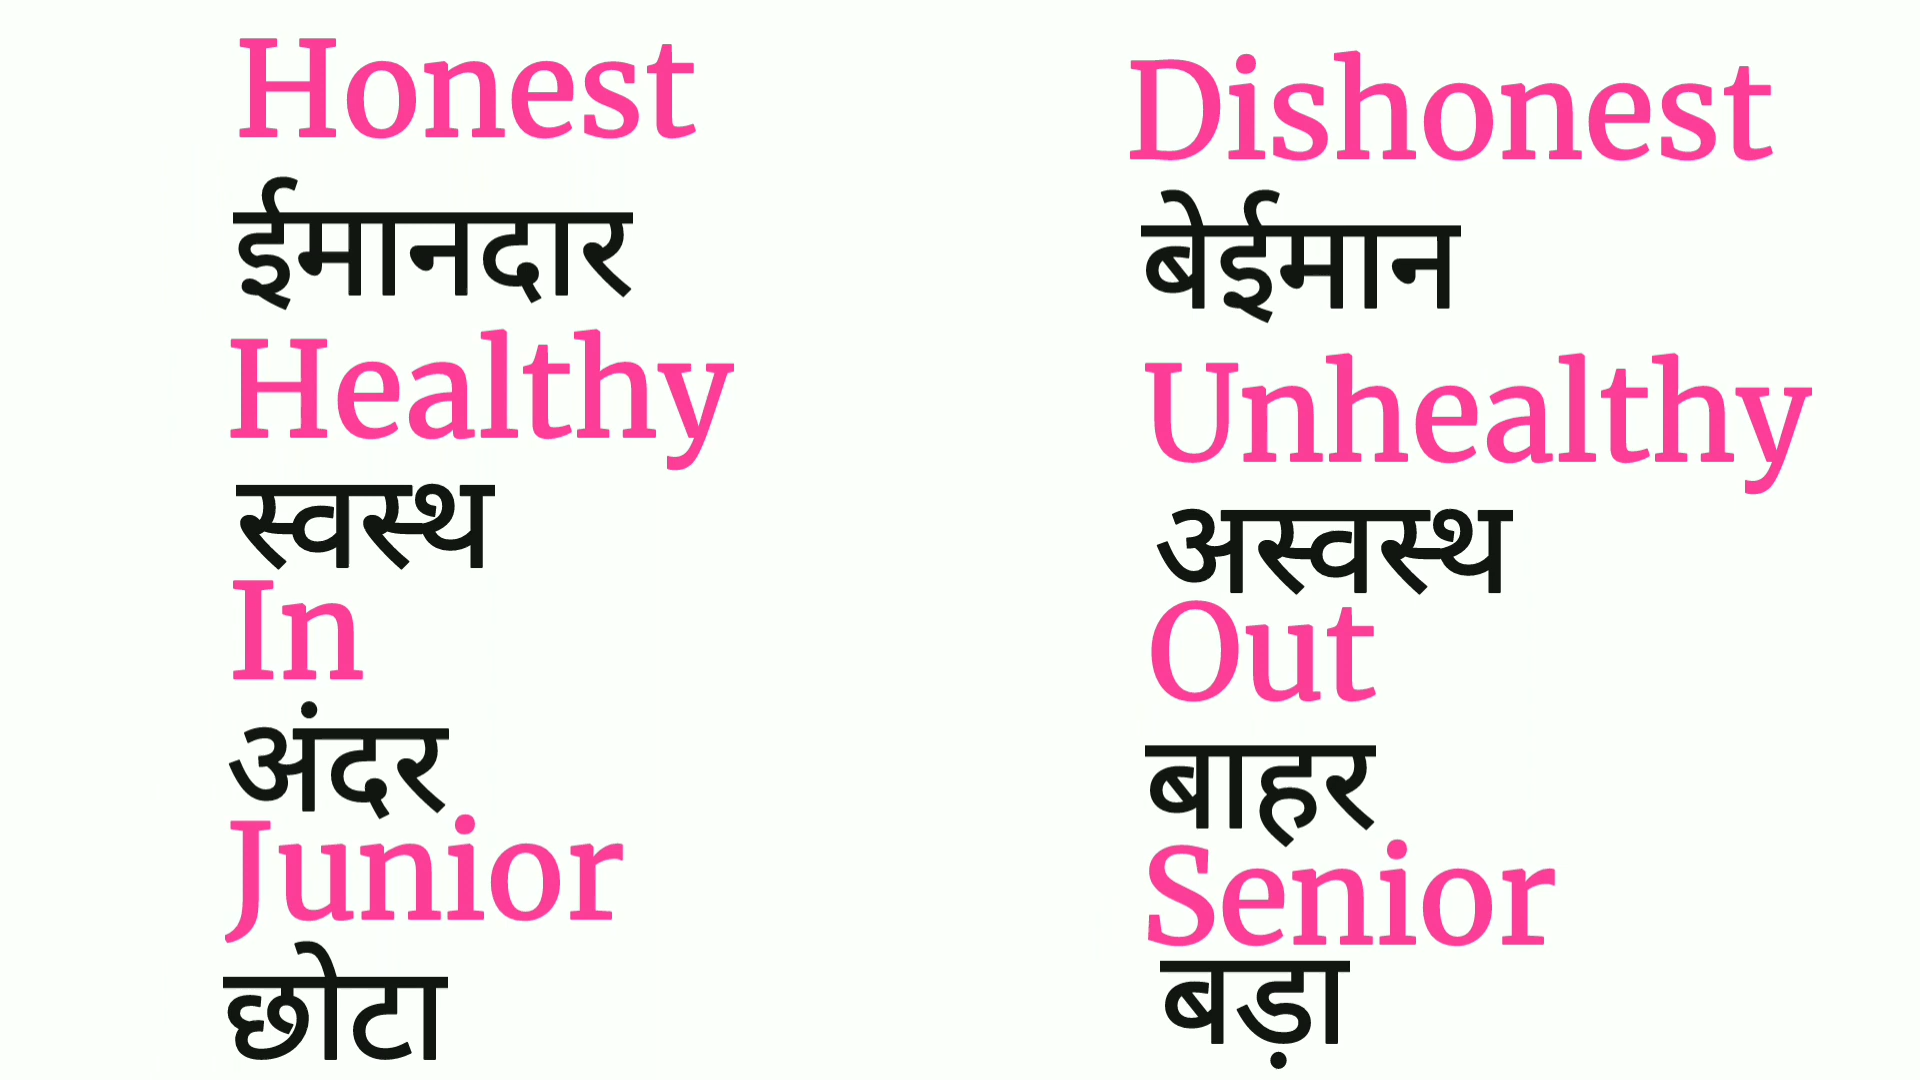 Honest
Dishonest
ईमानदार
बेईमान
Healthy
Unhealthy
स्वस्थ
अस्वस्थ
In
Out
अंदर
बाहर
Junior
Senior
छोटा
बड़ा